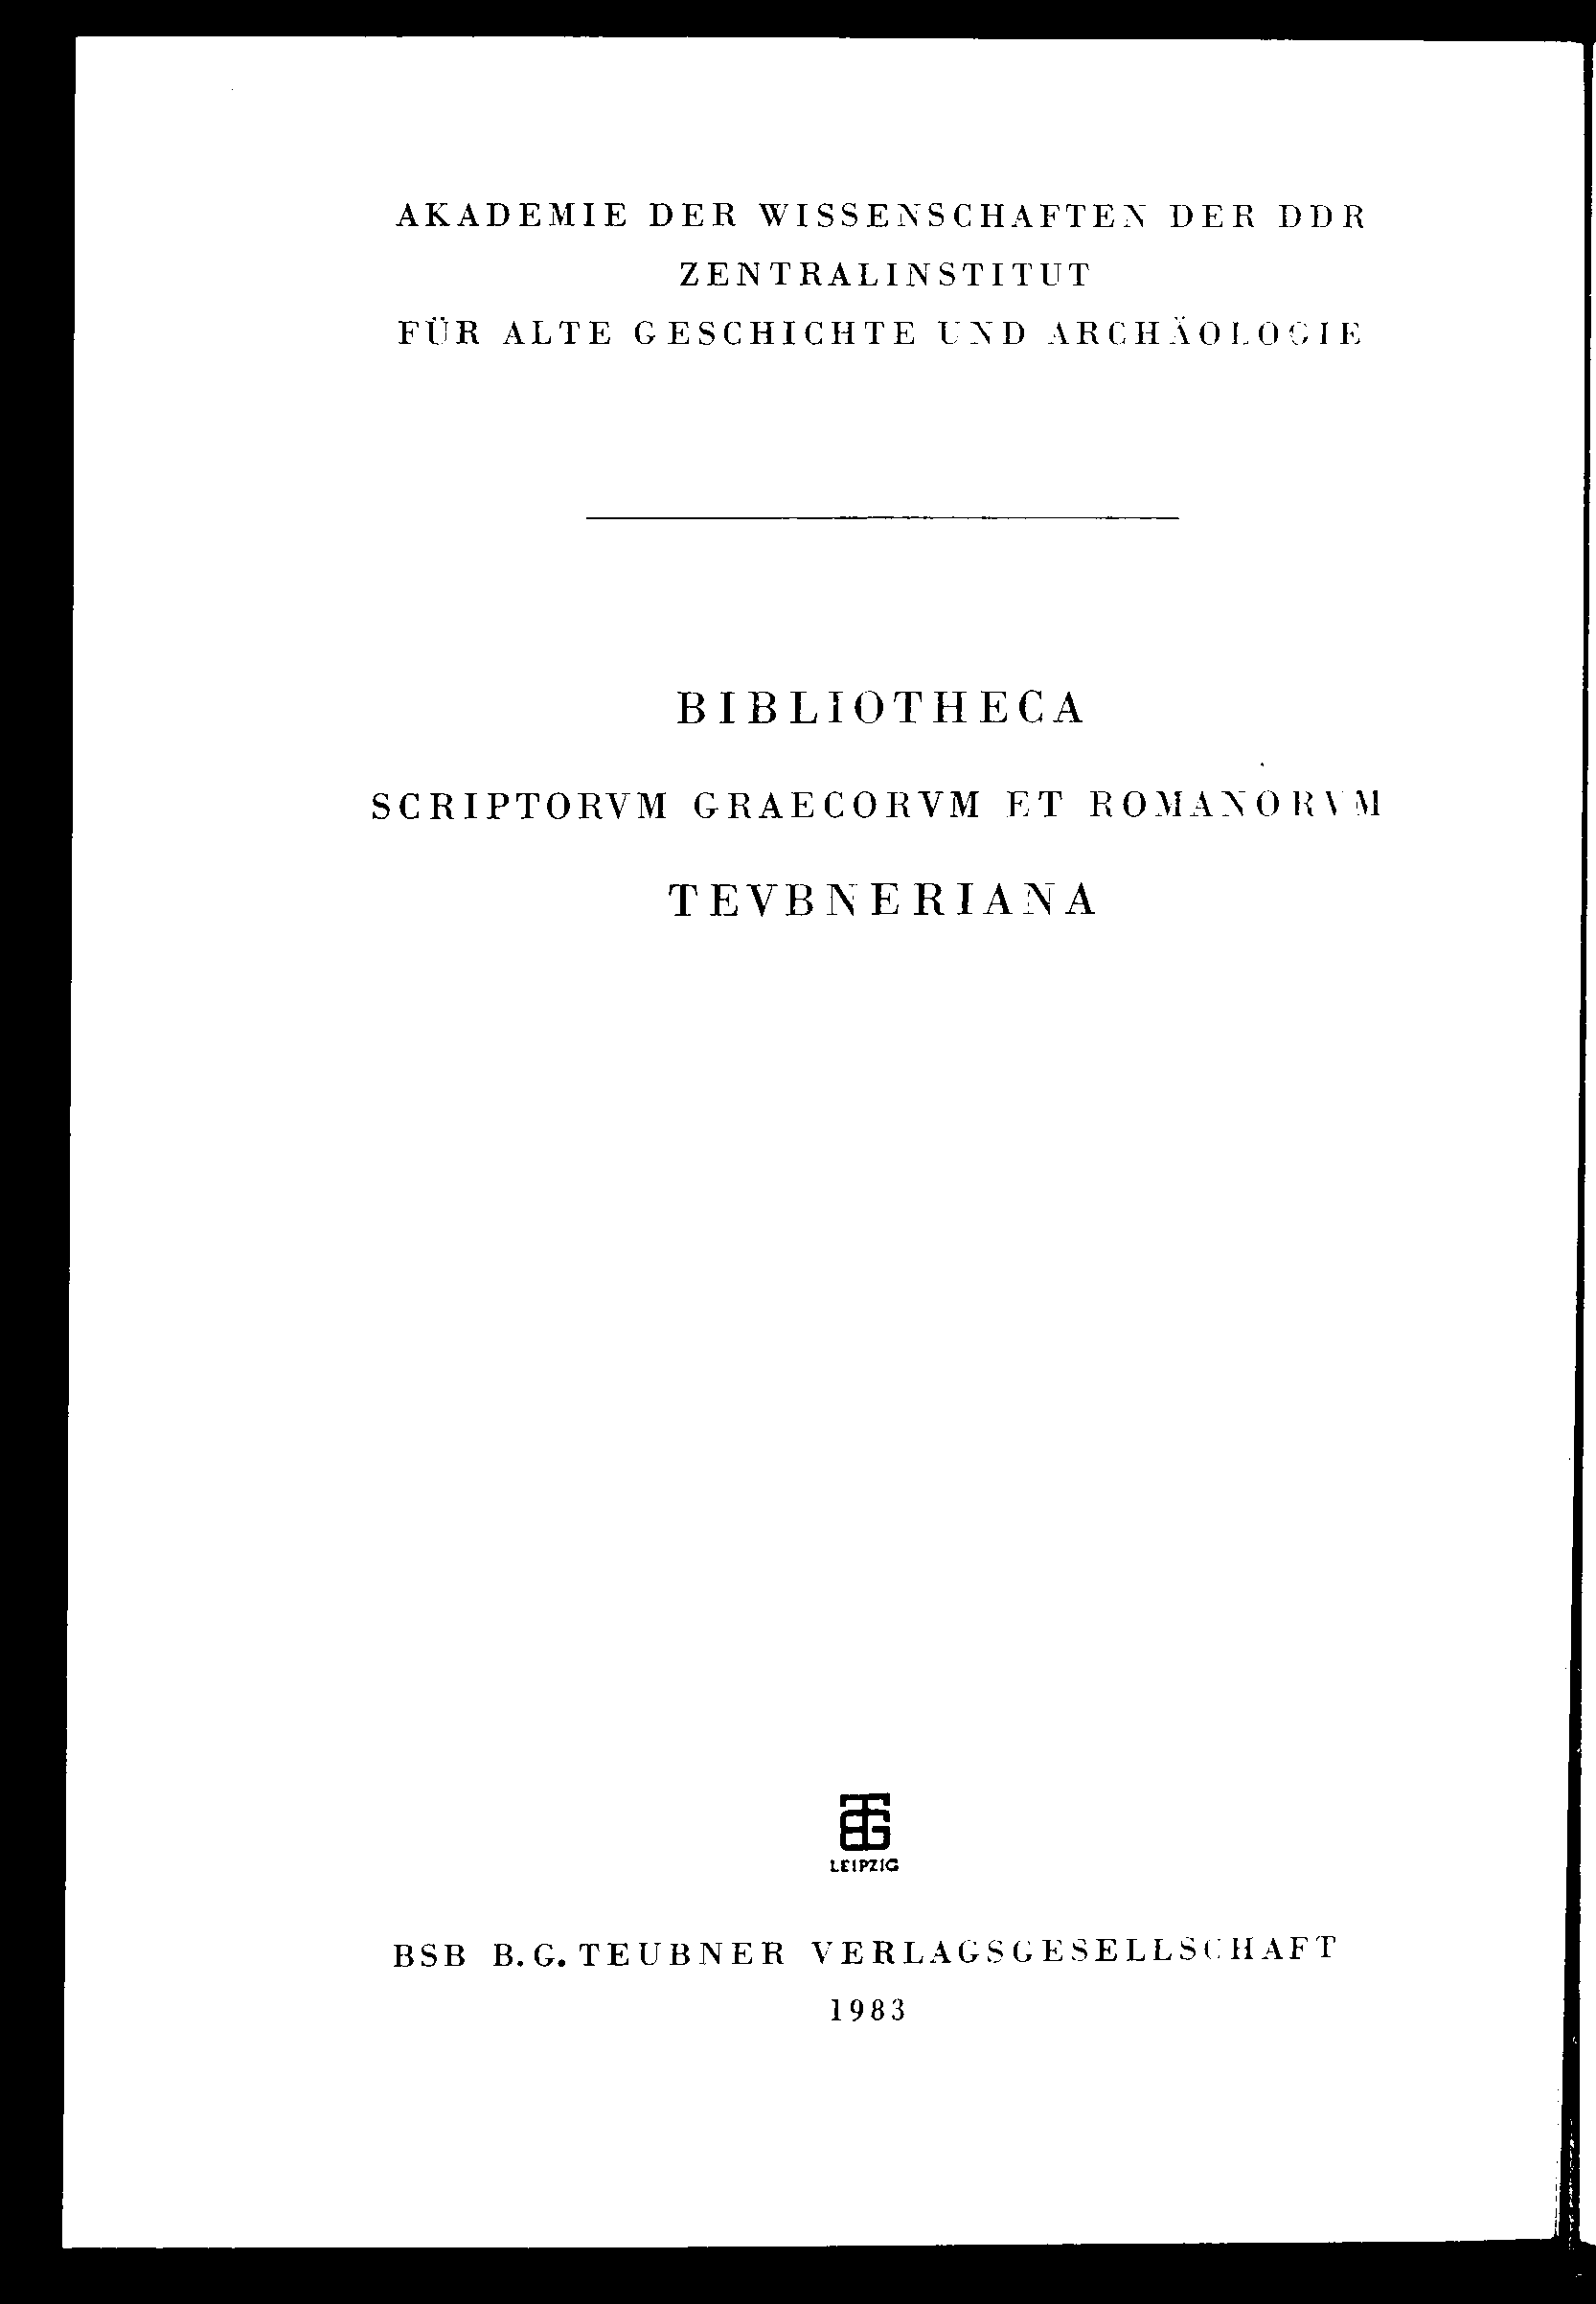 AKADEMIE DER WISSENSCHAFTEN DER DDR
ZENTRALINSTITUT
FÜR ALTE GESCHICHTE UND ARCHÄOLOGIE
BIBLIOTHECA
SCRIPTORVM GRAECORVM ET ROMANORVM
TEVBNERIANA
BTG
LEIPZIG
BSB B.G. TEUBNER VERLAGSGESELLSCHAFT
1983